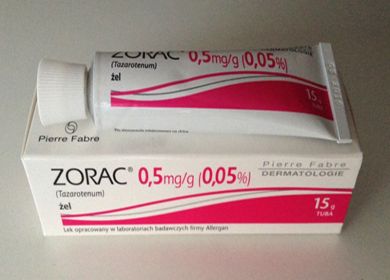 ZORAC® 0,5mg/g (0,05%)
(Tazarotenum)
żel
15 g
TUBA
Pierre Fabre
ZORAC® 0,5mg/g (0,05%)
(Tazarotenum)
żel
Pierre Fabre
DERMATOLOGIE
15 g
TUBA
Lek opracowany w laboratoriach badawczych firmy Allergan